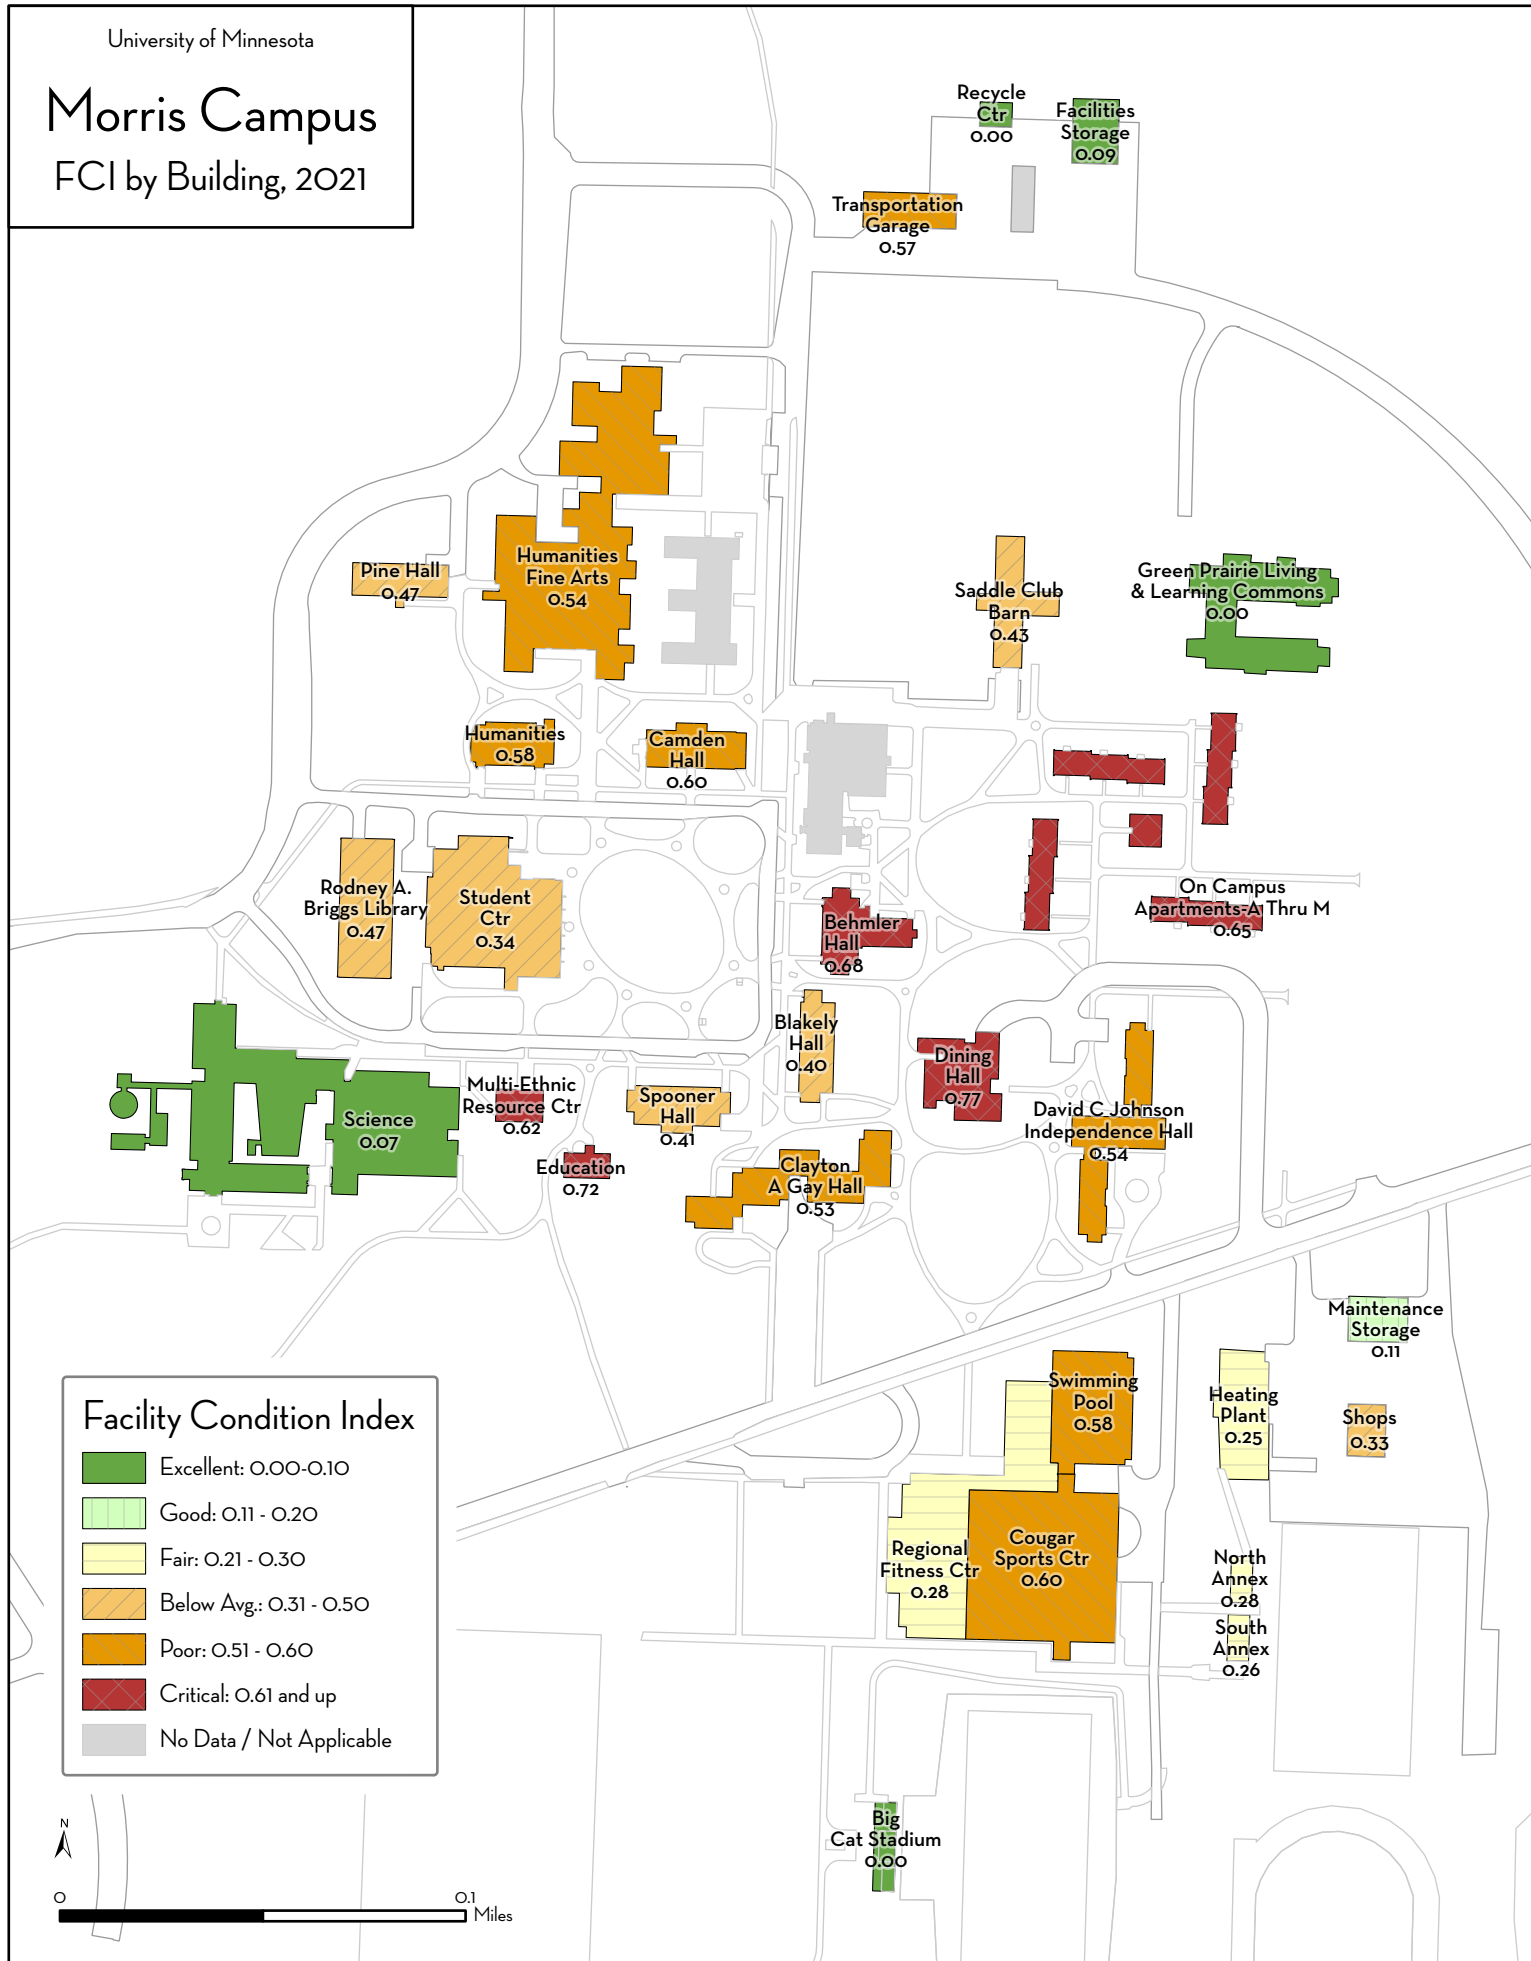 University of Minnesota
Morris Campus
FCI by Building, 2021
Recycle
Ctr
0.00
Facilities
Storage
0.09
Transportation
Garage
0.57
Humanities
Fine Arts
0.54
Pine Hall
0.47
Saddle Club
Barn
0.43
Green Prairie Living
& Learning Commons
0.00
Humanities
0.58
Camden
Hall
0.60
Rodney A.
Briggs Library
0.47
Student
Ctr
0.34
Behmler
Hall
0.68
On Campus
Apartments-A Thru M
0.65
Blakely
Hall
0.40
Dining
Hall
0.77
Science
0.07
Multi-Ethnic
Resource Ctr
0.62
Spooner
Hall
0.41
David C Johnson
Independence Hall
0.54
Education
0.72
Clayton
A Gay Hall
0.53
Maintenance
Storage
0.11
Swimming
Pool
0.58
Heating
Plant
0.25
Shops
0.33
Regional
Fitness Ctr
0.28
Cougar
Sports Ctr
0.60
North
Annex
0.28
South
Annex
0.26
Big
Cat Stadium
0.00
Facility Condition Index
Excellent: 0.00-0.10
Good: 0.11 - 0.20
Fair: 0.21 - 0.30
Below Avg.: 0.31 - 0.50
Poor: 0.51 - 0.60
Critical: 0.61 and up
No Data / Not Applicable
N
0 0.1
Miles